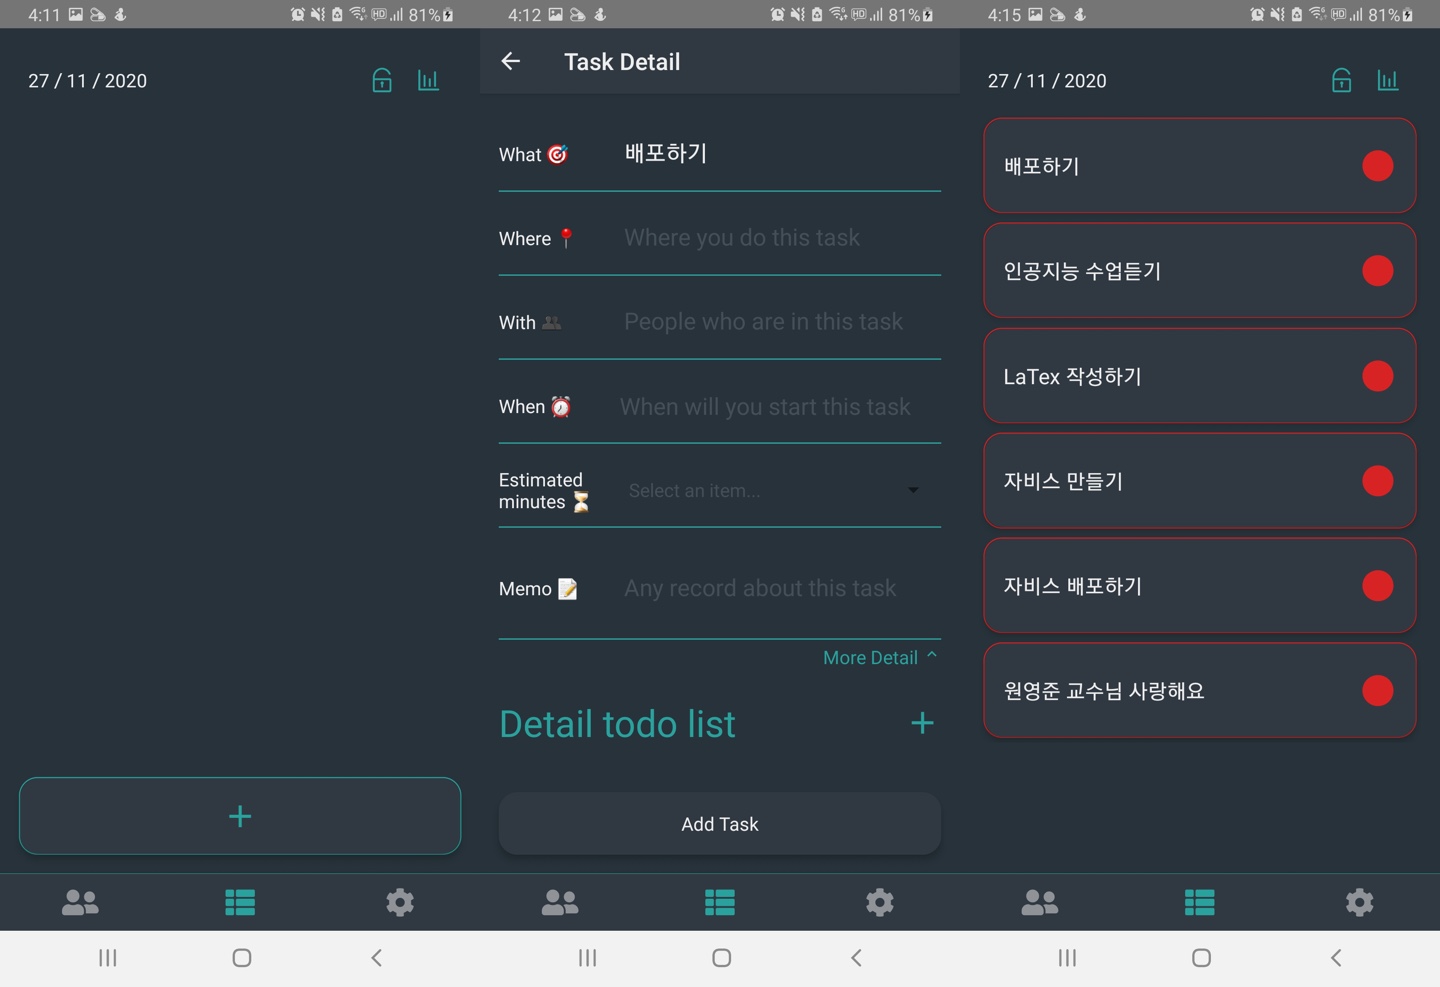 4:11
81%
27 / 11 / 2020
+
4:12
81%
Task Detail
What
배포하기
Where
Where you do this task
With
People who are in this task
When
When will you start this task
Estimated
minutes
Select an item...
Memo
Any record about this task
More Detail
Detail todo list
+
Add Task
4:15
81%
27 / 11 / 2020
배포하기
인공지능 수업듣기
LaTex 작성하기
자비스 만들기
자비스 배포하기
원영준 교수님 사랑해요